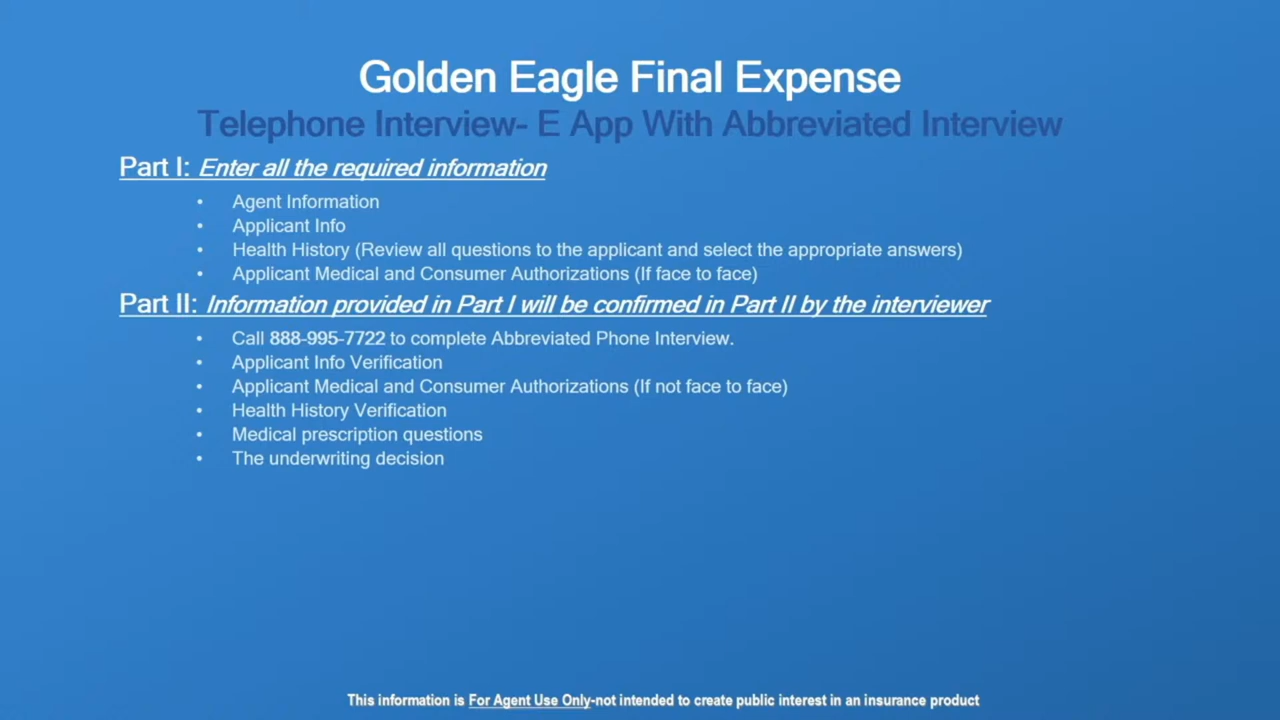 Golden Eagle Final Expense
Telephone Interview- E App With Abbreviated Interview
Part I: Enter all the required information
• Agent Information
• Applicant Info
• Health History (Review all questions to the applicant and select the appropriate answers)
• Applicant Medical and Consumer Authorizations (If face to face)
Part II: Information provided in Part I will be confirmed in Part II by the interviewer
• Call 888-995-7722 to complete Abbreviated Phone Interview.
• Applicant Info Verification
• Applicant Medical and Consumer Authorizations (If not face to face)
• Health History Verification
• Medical prescription questions
• The underwriting decision
This information is For Agent Use Only-not intended to create public interest in an insurance product